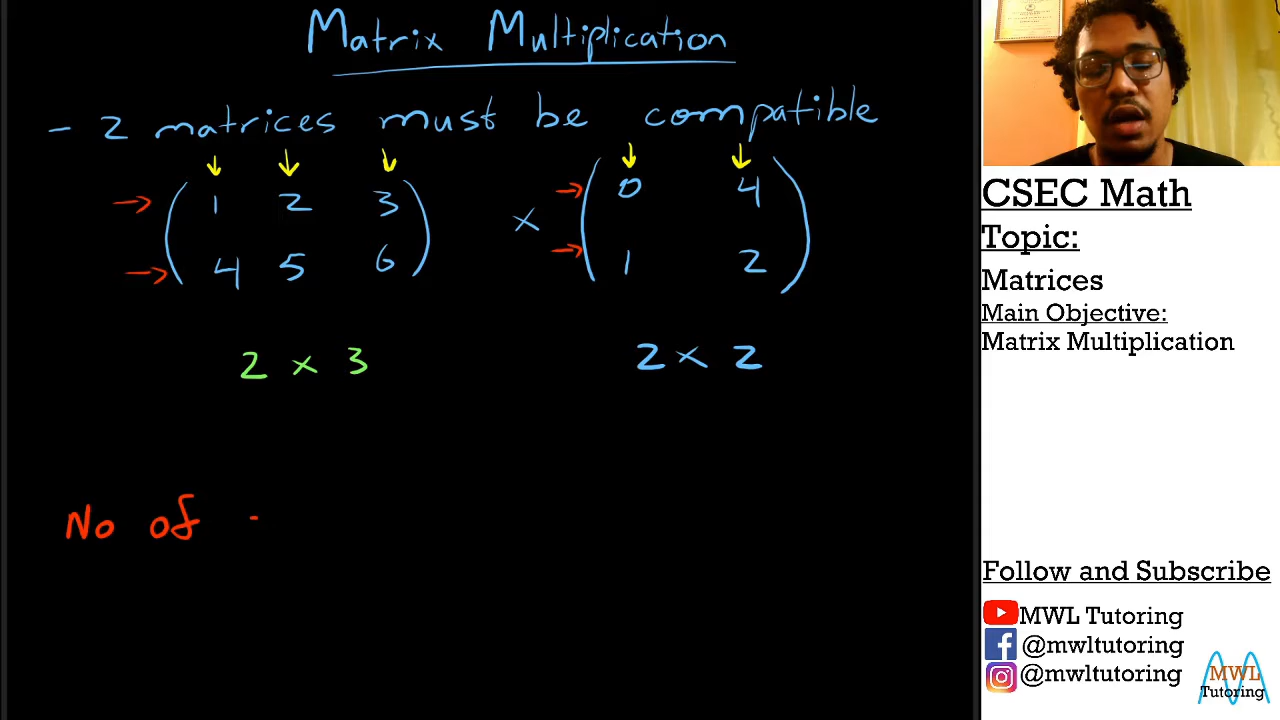 Matrix Multiplication
- 2 matrices must be compatible
1 2 3
4 5 6
×
0 4
1 2
2 × 3
2 × 2
No of
CSEC Math
Topic:
Matrices
Main Objective:
Matrix Multiplication
Follow and Subscribe
MWL Tutoring
@mwltutoring
@mwltutoring
MWL
Tutoring